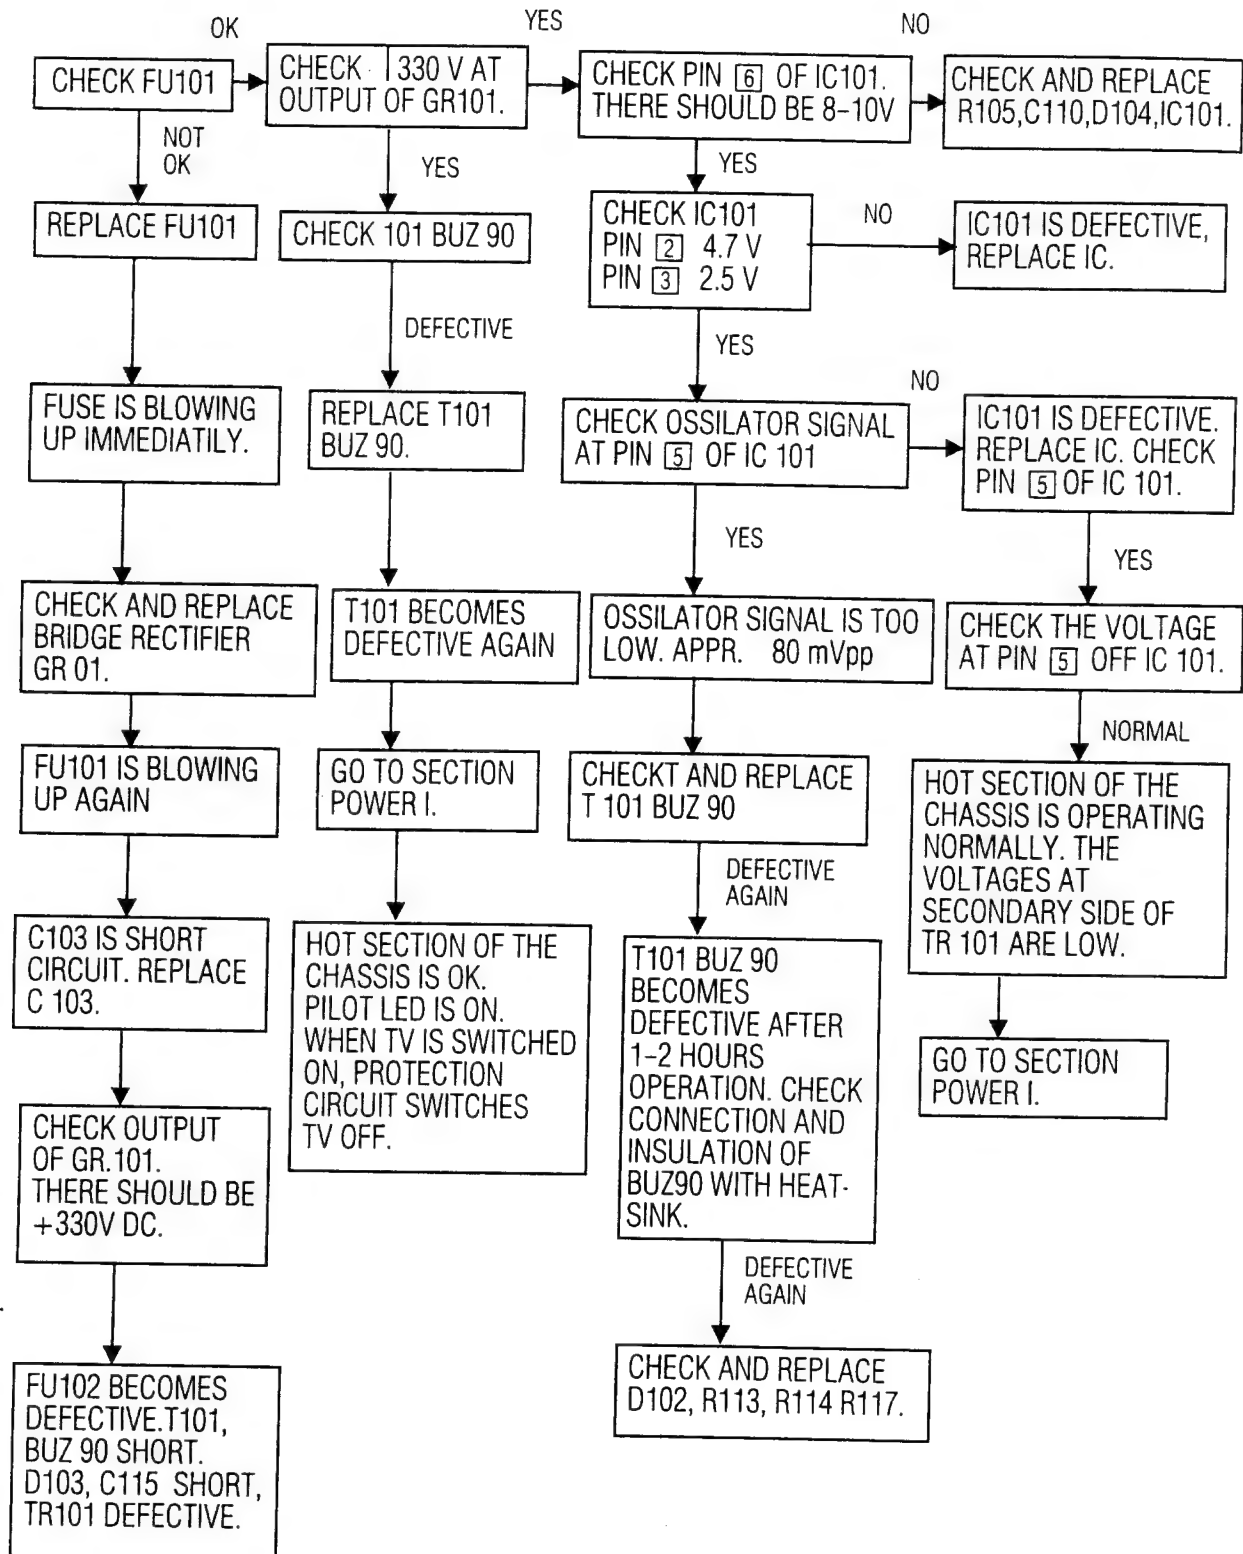 OK
YES
NO
CHECK FU101
CHECK 330 V AT
OUTPUT OF GR101.
CHECK PIN 6 OF IC101.
THERE SHOULD BE 8-10V
CHECK AND REPLACE
R105,C110,D104,IC101.
NOT
OK
YES
YES
REPLACE FU101
CHECK 101 BUZ 90
CHECK IC101
PIN 2 4.7 V
PIN 3 2.5 V
NO
IC101 IS DEFECTIVE,
REPLACE IC.
DEFECTIVE
YES
NO
FUSE IS BLOWING
UP IMMEDIATILY.
REPLACE T101
BUZ 90.
CHECK OSSILATOR SIGNAL
AT PIN 5 OF IC 101
IC101 IS DEFECTIVE.
REPLACE IC. CHECK
PIN 5 OF IC 101.
YES
YES
CHECK AND REPLACE
BRIDGE RECTIFIER
GR 01.
T101 BECOMES
DEFECTIVE AGAIN
OSSILATOR SIGNAL IS TOO
LOW. APPR. 80 mVpp
CHECK THE VOLTAGE
AT PIN 5 OFF IC 101.
NORMAL
FU101 IS BLOWING
UP AGAIN
GO TO SECTION
POWER I.
CHECKT AND REPLACE
T 101 BUZ 90
HOT SECTION OF THE
CHASSIS IS OPERATING
NORMALLY. THE
VOLTAGES AT
SECONDARY SIDE OF
TR 101 ARE LOW.
DEFECTIVE
AGAIN
C103 IS SHORT
CIRCUIT. REPLACE
C 103.
HOT SECTION OF THE
CHASSIS IS OK.
PILOT LED IS ON.
WHEN TV IS SWITCHED
ON, PROTECTION
CIRCUIT SWITCHES
TV OFF.
T101 BUZ 90
BECOMES
DEFECTIVE AFTER
1-2 HOURS
OPERATION. CHECK
CONNECTION AND
INSULATION OF
BUZ90 WITH HEAT-
SINK.
GO TO SECTION
POWER I.
CHECK OUTPUT
OF GR.101.
THERE SHOULD BE
+330V DC.
DEFECTIVE
AGAIN
FU102 BECOMES
DEFECTIVE.T101,
BUZ 90 SHORT.
D103, C115 SHORT,
TR101 DEFECTIVE.
CHECK AND REPLACE
D102, R113, R114 R117.